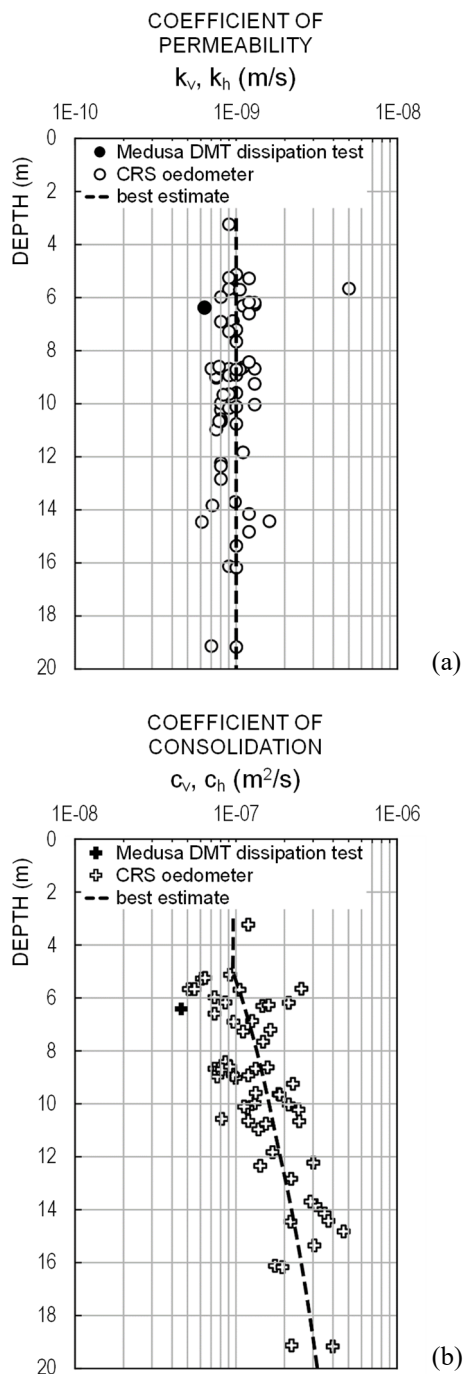 COEFFICIENT OF
PERMEABILITY
kv, kh (m/s)
1E-10 1E-09 1E-08
0
Medusa DMT dissipation test
CRS oedometer
best estimate
2
4
6
8
10
12
14
16
18
20
DEPTH (m)
(a)
COEFFICIENT OF
CONSOLIDATION
cv, ch (m²/s)
1E-08 1E-07 1E-06
0
Medusa DMT dissipation test
CRS oedometer
best estimate
2
4
6
8
10
12
14
16
18
20
DEPTH (m)
(b)